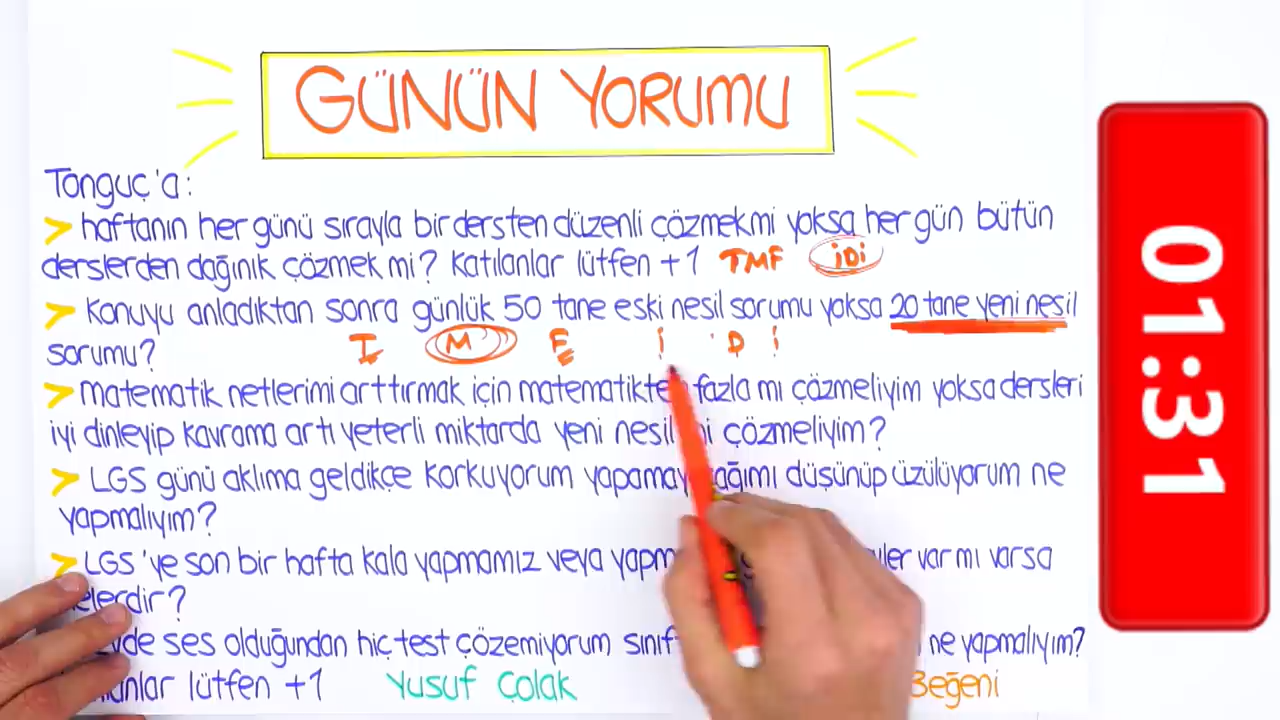 GÜNÜN YORUMU
Tonguç'a:
> haftanın her günü sırayla bir dersten düzenli çözmek mi yoksa her gün bütün
derslerden dağınık çözmek mi? Katılanlar lütfen +1 TMF İDİ
> Konuyu anladıktan sonra günlük 50 tane eski nesil sorumu yoksa 20 tane yeni nesil
T M F İ D İ
sorumu?
> Matematik netlerimi arttırmak için matematikten fazla mı çözmeliyim yoksa dersleri
iyi dinleyip kavrama artı yeterli miktarda yeni nesil mi çözmeliyim?
> LGS günü aklıma geldikçe korkuyorum düşünüp üzülüyorum ne
yapmalıyım?
> LGS'ye son bir hafta kala yapmamız veya var mı varsa
ses olduğundan hiç test çözemiyorum ne yapmalıyım?
lütfen +1 Yusuf Çolak Beğeni
01:31